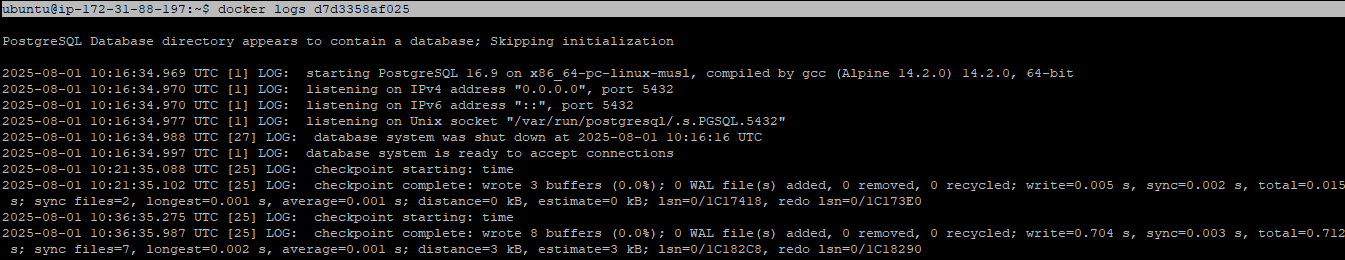 ubuntu@ip-172-31-88-197:~$ docker logs d7d3358af025
PostgreSQL Database directory appears to contain a database; Skipping initialization
2025-08-01 10:16:34.969 UTC [1] LOG:  starting PostgreSQL 16.9 on x86_64-pc-linux-musl, compiled by gcc (Alpine 14.2.0) 14.2.0, 64-bit
2025-08-01 10:16:34.970 UTC [1] LOG:  listening on IPv4 address "0.0.0.0", port 5432
2025-08-01 10:16:34.970 UTC [1] LOG:  listening on IPv6 address "::", port 5432
2025-08-01 10:16:34.977 UTC [1] LOG:  listening on Unix socket "/var/run/postgresql/.s.PGSQL.5432"
2025-08-01 10:16:34.988 UTC [27] LOG:  database system was shut down at 2025-08-01 10:16:16 UTC
2025-08-01 10:16:34.997 UTC [1] LOG:  database system is ready to accept connections
2025-08-01 10:21:35.088 UTC [25] LOG:  checkpoint starting: time
2025-08-01 10:21:35.102 UTC [25] LOG:  checkpoint complete: wrote 3 buffers (0.0%); 0 WAL file(s) added, 0 removed, 0 recycled; write=0.005 s, sync=0.002 s, total=0.015
s; sync files=2, longest=0.001 s, average=0.001 s; distance=0 kB, estimate=0 kB; lsn=0/1C17418, redo lsn=0/1C173E0
2025-08-01 10:36:35.275 UTC [25] LOG:  checkpoint starting: time
2025-08-01 10:36:35.987 UTC [25] LOG:  checkpoint complete: wrote 8 buffers (0.0%); 0 WAL file(s) added, 0 removed, 0 recycled; write=0.704 s, sync=0.003 s, total=0.712
s; sync files=7, longest=0.002 s, average=0.001 s; distance=3 kB, estimate=3 kB; lsn=0/1C182C8, redo lsn=0/1C18290